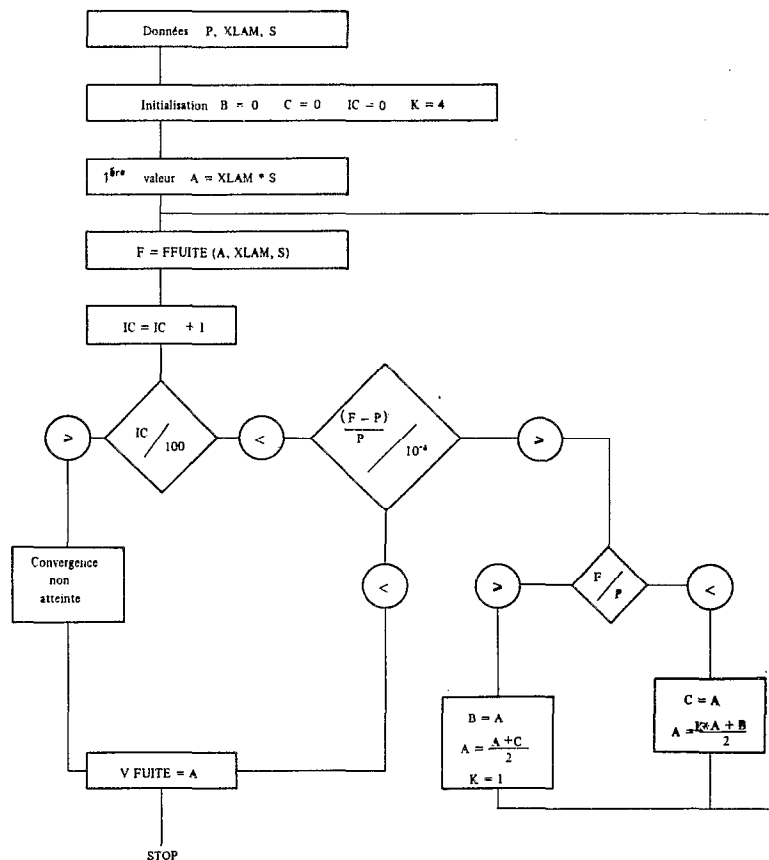 Données P, XLAM, S
Initialisation B = 0 C = 0 IC = 0 K = 4
1ère valeur A = XLAM * S
F = FFUITE (A, XLAM, S)
IC = IC + 1
> IC / 100 < (F – P) / P / 10⁻⁴ ⩾
Convergence
non
atteinte
<
⩾ F / P <
B = A
A = A + C / 2
K = 1
C = A
A = K*A + B / 2
V FUITE = A
STOP